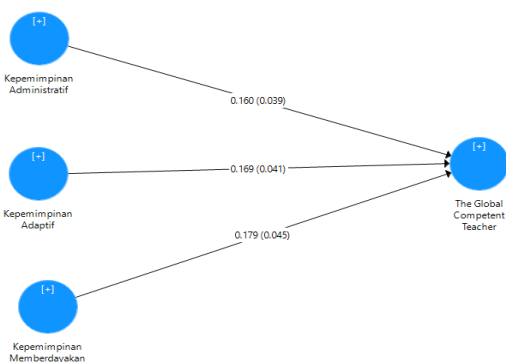 [+]
Kepemimpinan
Administratif
0.160 (0.039)
[+]
Kepemimpinan
Adaptif
0.169 (0.041)
[+]
The Global
Competent
Teacher
0.179 (0.045)
[+]
Kepemimpinan
Memberdayakan